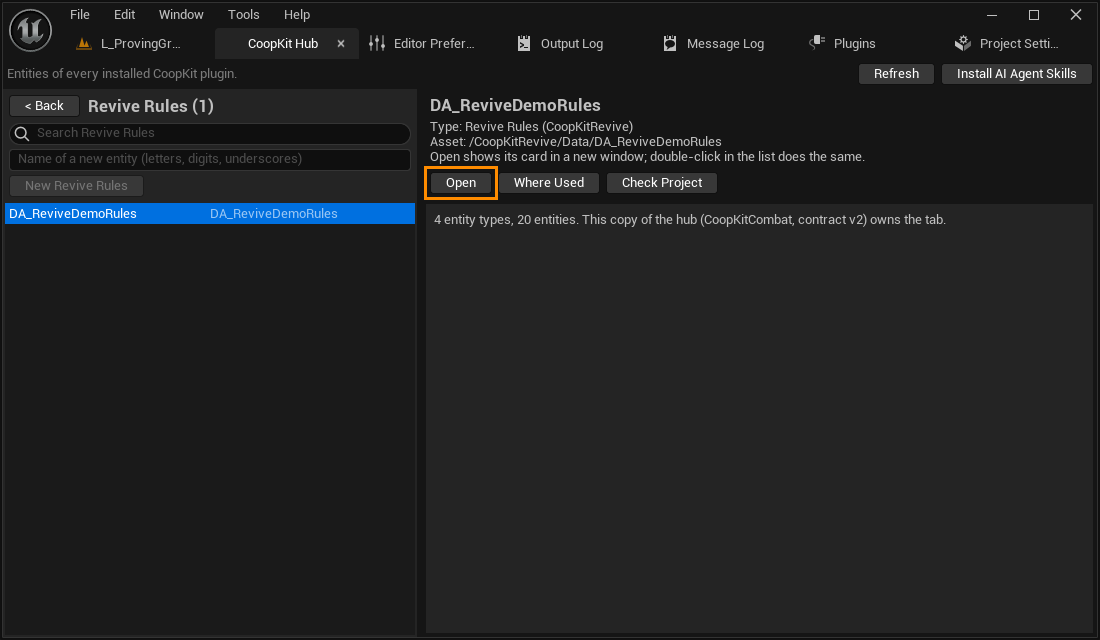 File Edit Window Tools Help
L_ProvingGr... CoopKit Hub Editor Prefer... Output Log Message Log Plugins Project Setti...
Entities of every installed CoopKit plugin.
Refresh Install AI Agent Skills
< Back Revive Rules (1)
Search Revive Rules
Name of a new entity (letters, digits, underscores)
New Revive Rules
DA_ReviveDemoRules DA_ReviveDemoRules
DA_ReviveDemoRules
Type: Revive Rules (CoopKitRevive)
Asset: /CoopKitRevive/Data/DA_ReviveDemoRules
Open shows its card in a new window; double-click in the list does the same.
Open Where Used Check Project
4 entity types, 20 entities. This copy of the hub (CoopKitCombat, contract v2) owns the tab.